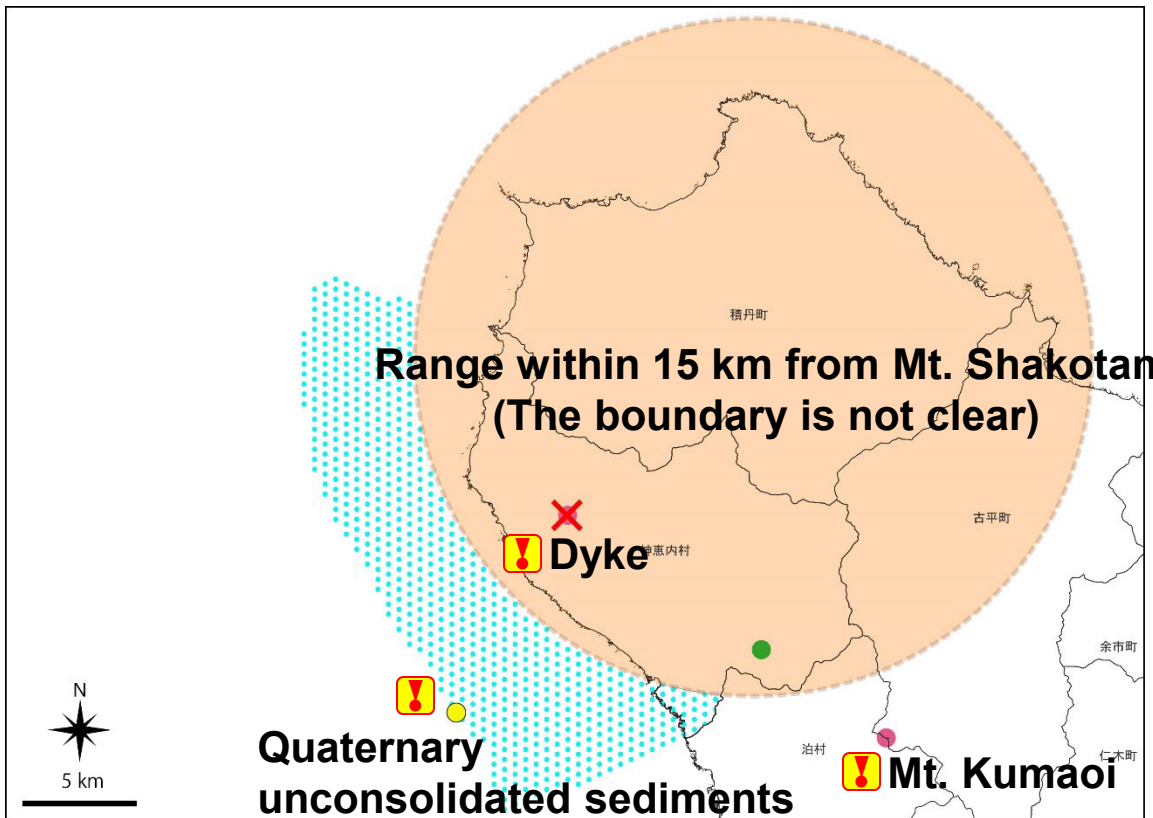 積丹町
Range within 15 km from Mt. Shakotan
(The boundary is not clear)
古平町
Dyke
神恵内村
余市町
N
5 km
Quaternary
unconsolidated sediments
泊村
仁木町
Mt. Kumaoi